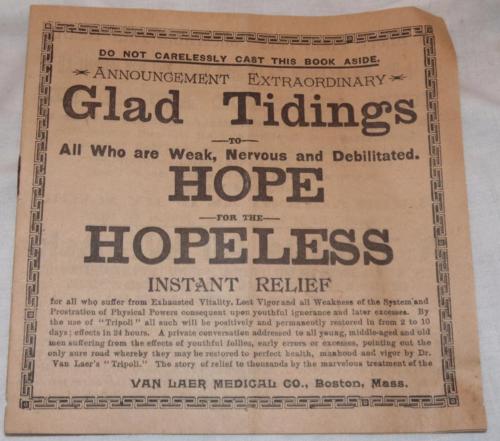 DO NOT CARELESSLY CAST THIS BOOK ASIDE.
ANNOUNCEMENT EXTRAORDINARY
Glad Tidings
TO
All Who are Weak, Nervous and Debilitated.
HOPE
FOR THE
HOPELESS
INSTANT RELIEF
for all who suffer from Exhausted Vitality, Lost Vigor and all Weakness of the System and
Prostration of Physical Powers consequent upon youthful ignorance and later excesses. By
the use of "Tripoli" all such will be positively and permanently restored in from 2 to 10
days; effects in 24 hours. A private conversation addressed to all young, middle-aged and old
men suffering from the effects of youthful follies, early errors or excesses, pointing out the
only sure road whereby they may be restored to perfect health, manhood and vigor by Dr.
Van Laer's "Tripoli." The story of relief to thousands by the marvelous treatment of the
VAN LAER MEDICAL CO., Boston, Mass.